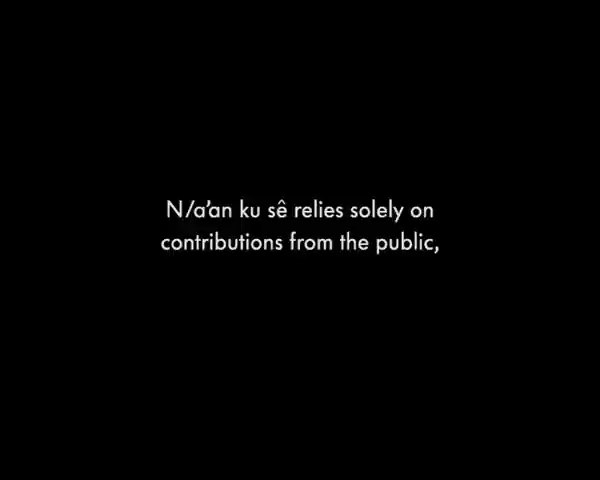 N/a'an ku sê relies solely on
contributions from the public,